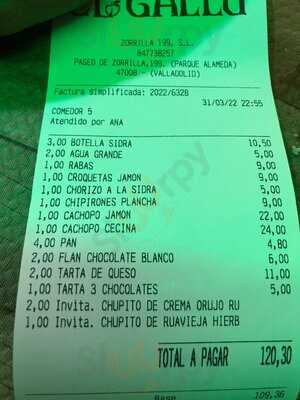 EL GALLO
ZORRILLA 199, S.L.
847738257
PASEO DE ZORRILLA,199. (PARQUE ALAMEDA)
47008 - (VALLADOLID)
Factura simplificada: 2022/6328
31/03/22 22:55
COMEDOR 5
Atendido por ANA
3,00 BOTELLA SIDRA 10,50
2,00 AGUA GRANDE 5,00
1,00 RABAS 9,00
1,00 CROQUETAS JAMON 9,00
1,00 CHORIZO A LA SIDRA 5,00
1,00 CHIPIRONES PLANCHA 9,00
1,00 CACHOPO JAMON 22,00
1,00 CACHOPO CECINA 24,00
4,00 PAN 4,80
2,00 FLAN CHOCOLATE BLANCO 6,00
2,00 TARTA DE QUESO 11,00
1,00 TARTA 3 CHOCOLATES 5,00
2,00 Invita. CHUPITO DE CREMA ORUJO RU
1,00 Invita. CHUPITO DE RUAVIEJA HIERB
TOTAL A PAGAR 120,30
Base 109,36